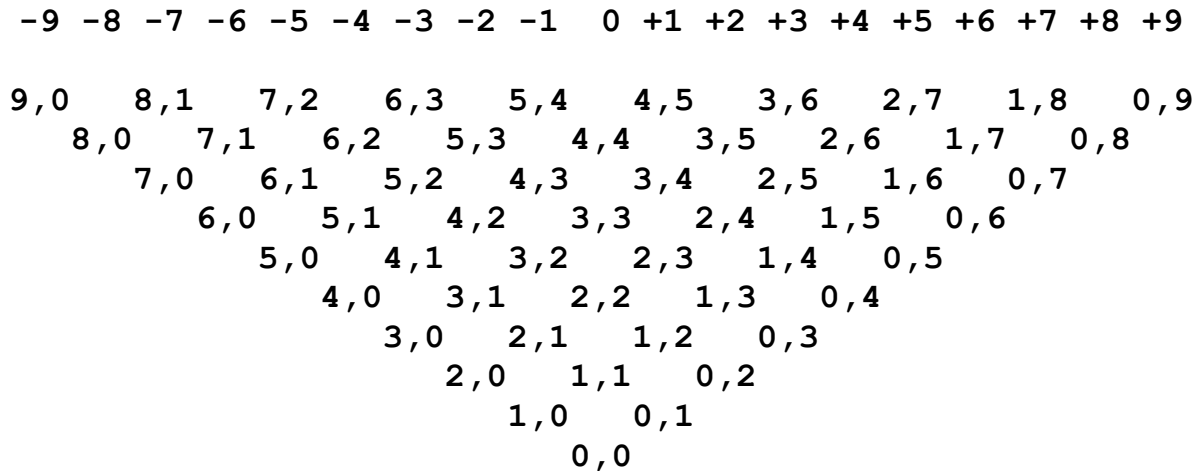 -9 -8 -7 -6 -5 -4 -3 -2 -1 0 +1 +2 +3 +4 +5 +6 +7 +8 +9
9,0 8,1 7,2 6,3 5,4 4,5 3,6 2,7 1,8 0,9
8,0 7,1 6,2 5,3 4,4 3,5 2,6 1,7 0,8
7,0 6,1 5,2 4,3 3,4 2,5 1,6 0,7
6,0 5,1 4,2 3,3 2,4 1,5 0,6
5,0 4,1 3,2 2,3 1,4 0,5
4,0 3,1 2,2 1,3 0,4
3,0 2,1 1,2 0,3
2,0 1,1 0,2
1,0 0,1
0,0